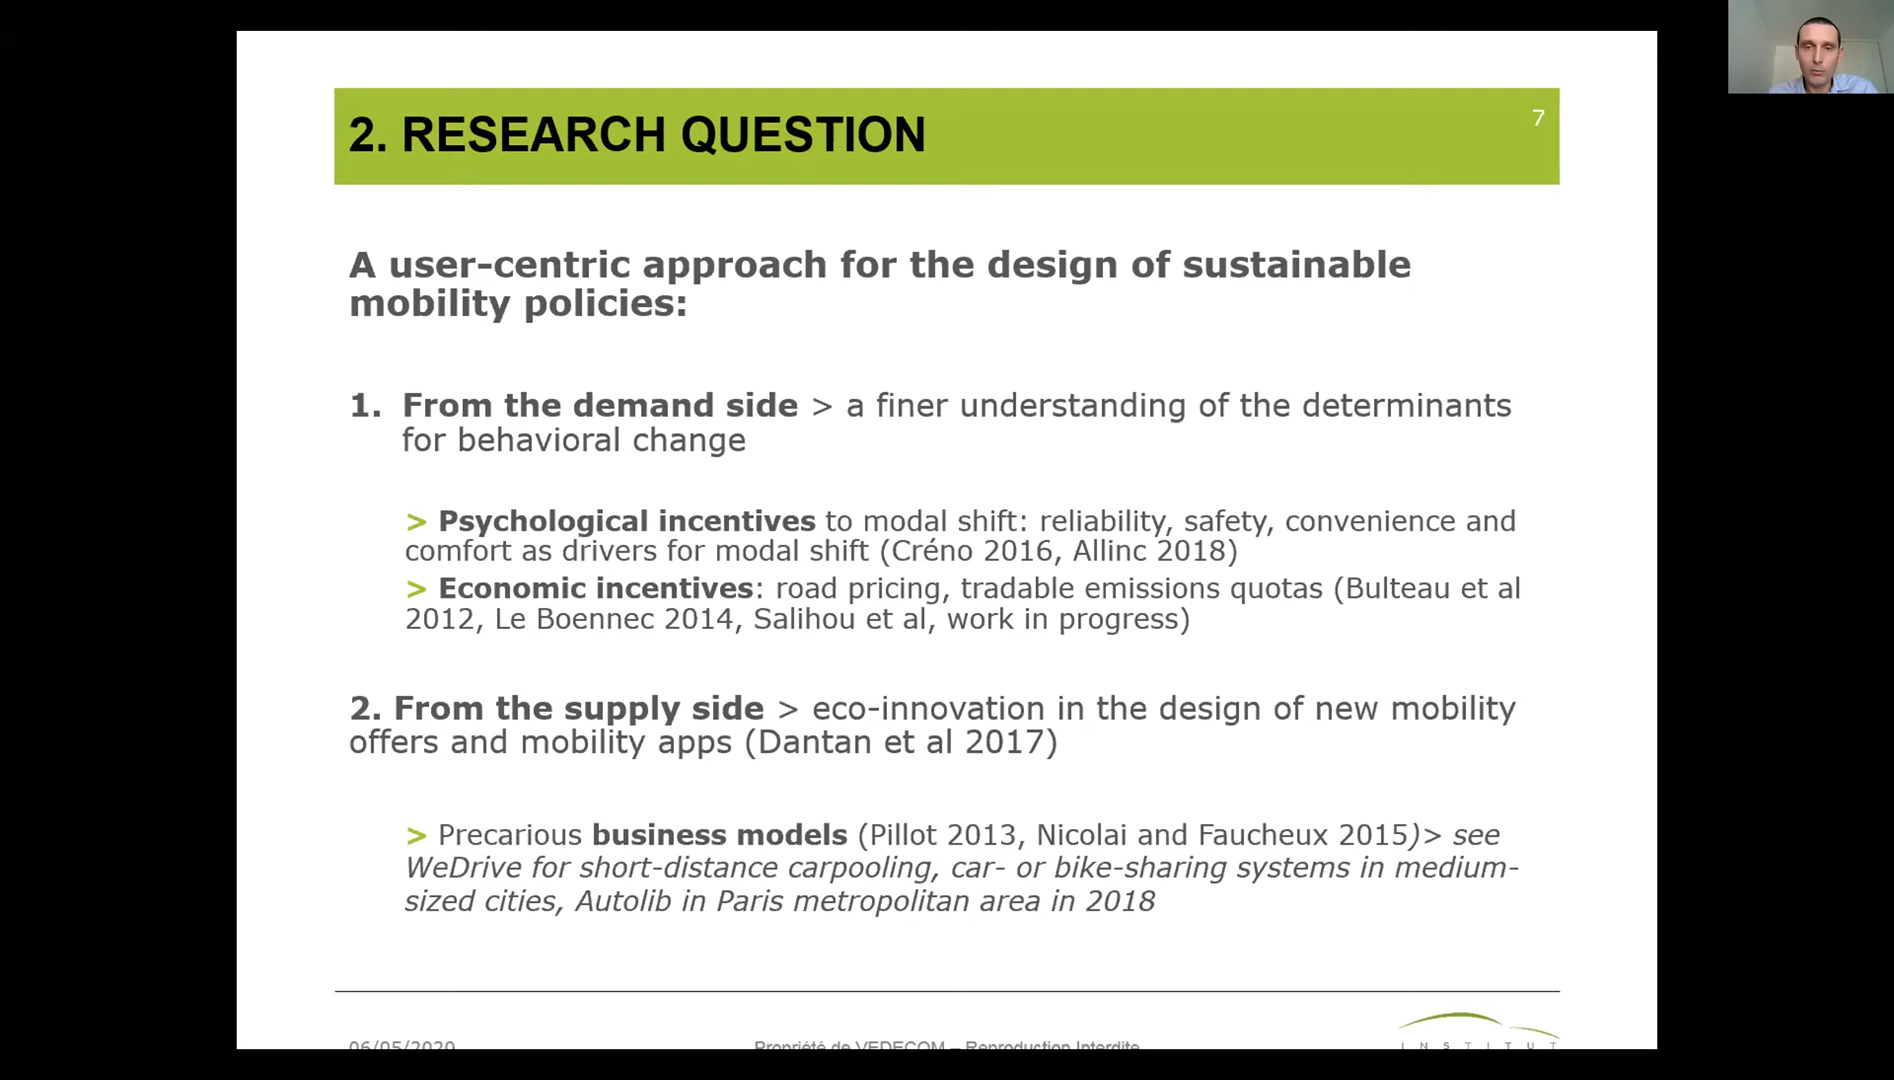 2. RESEARCH QUESTION
7
A user-centric approach for the design of sustainable
mobility policies:
1. From the demand side > a finer understanding of the determinants
for behavioral change
> Psychological incentives to modal shift: reliability, safety, convenience and
comfort as drivers for modal shift (Créno 2016, Allinc 2018)
> Economic incentives: road pricing, tradable emissions quotas (Bulteau et al
2012, Le Boennec 2014, Salihou et al, work in progress)
2. From the supply side > eco-innovation in the design of new mobility
offers and mobility apps (Dantan et al 2017)
> Precarious business models (Pillot 2013, Nicolai and Faucheux 2015)> see
WeDrive for short-distance carpooling, car- or bike-sharing systems in medium-
sized cities, Autolib in Paris metropolitan area in 2018
06/05/2020
Propriété de VEDECOM – Reproduction Interdite
INSTITUT